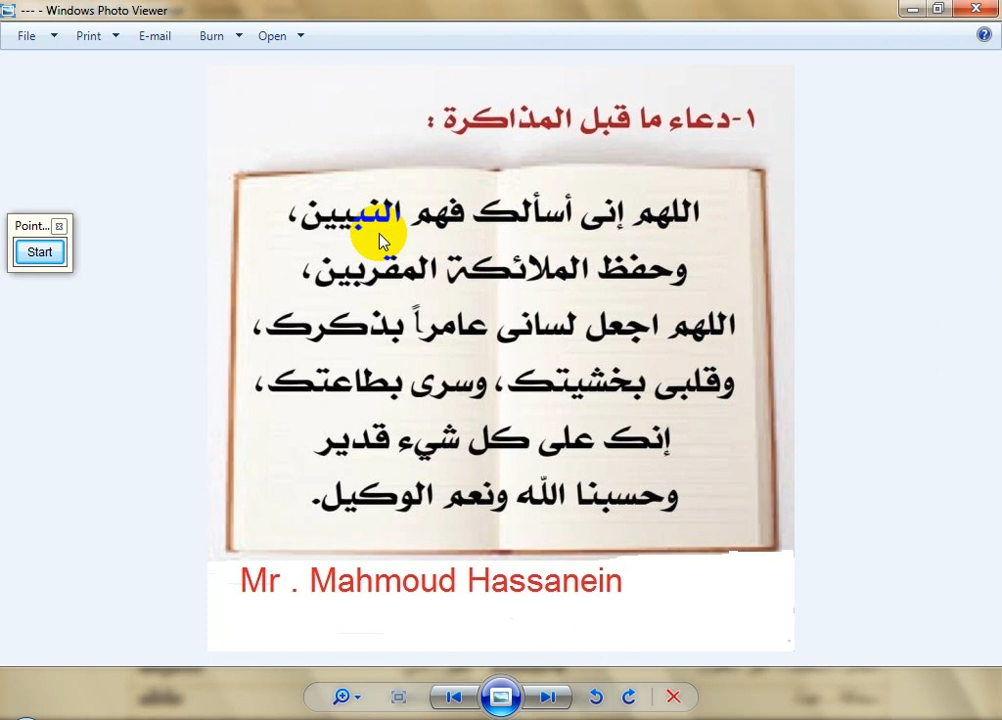 --- - Windows Photo Viewer
File Print E-mail Burn Open
١-دعاء ما قبل المذاكرة :
اللهم إنى أسألك فهم النبيين،
Point...
وحفظ الملائكة المقربين،
Start
اللهم اجعل لسانى عامراً بذكرك،
وقلبى بخشيتك، وسرى بطاعتك،
إنك على كل شيء قدير
وحسبنا الله ونعم الوكيل.
Mr . Mahmoud Hassanein